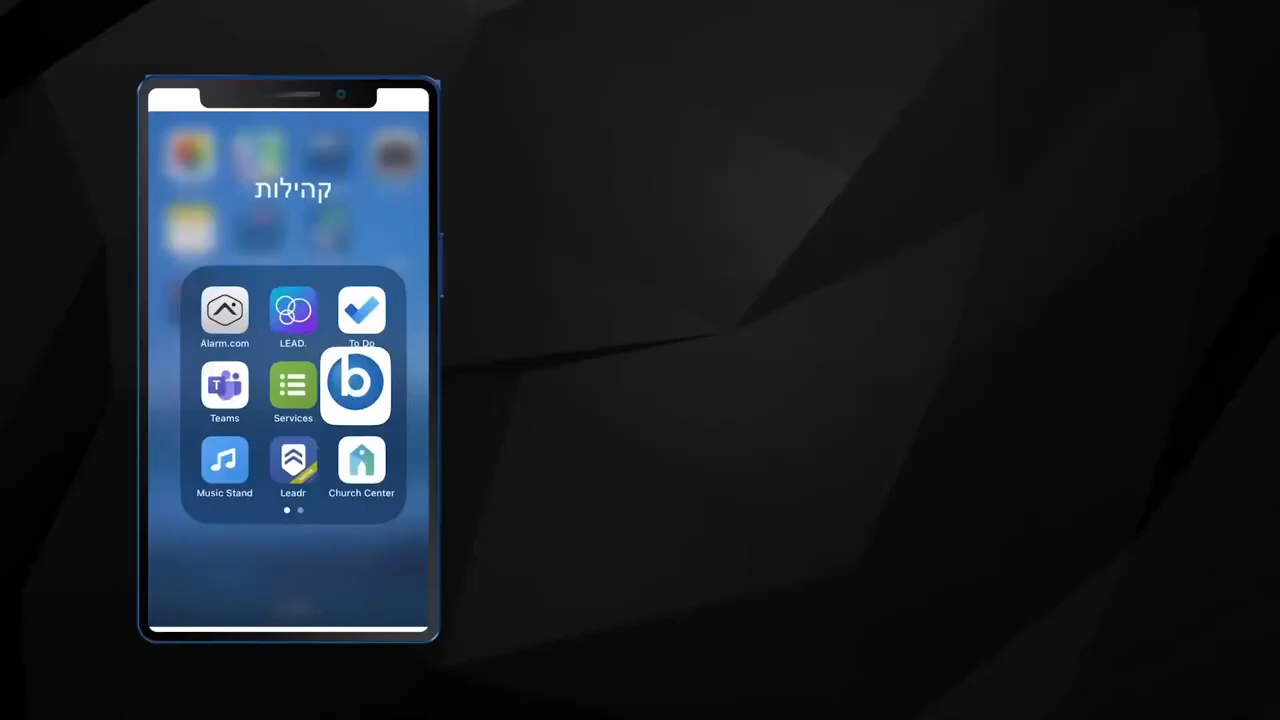 קהילות
Alarm.com
LEAD.
To Do
T
b
Teams
Services
Music Stand
Leadr
Church Center